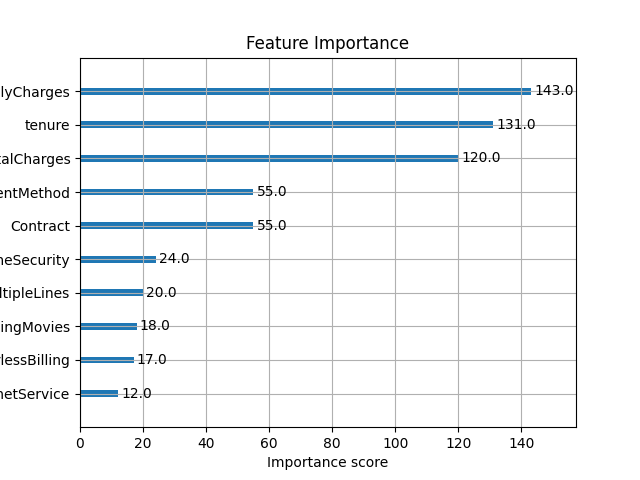 Feature Importance
lyCharges 143.0
tenure 131.0
talCharges 120.0
entMethod 55.0
Contract 55.0
neSecurity 24.0
ltipleLines 20.0
ingMovies 18.0
rlessBilling 17.0
netService 12.0
0 20 40 60 80 100 120 140
Importance score